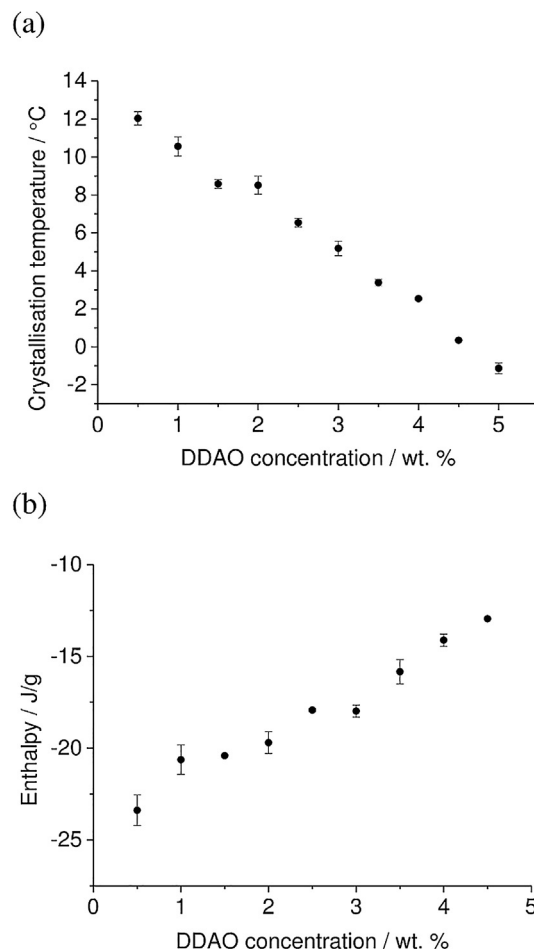 (a)
14
12
10
8
6
4
2
0
-2
Crystallisation temperature / °C
0 1 2 3 4 5
DDAO concentration / wt. %
(b)
-10
-15
-20
-25
Enthalpy / J/g
0 1 2 3 4 5
DDAO concentration / wt. %